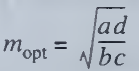 m_opt = √(ad/bc)